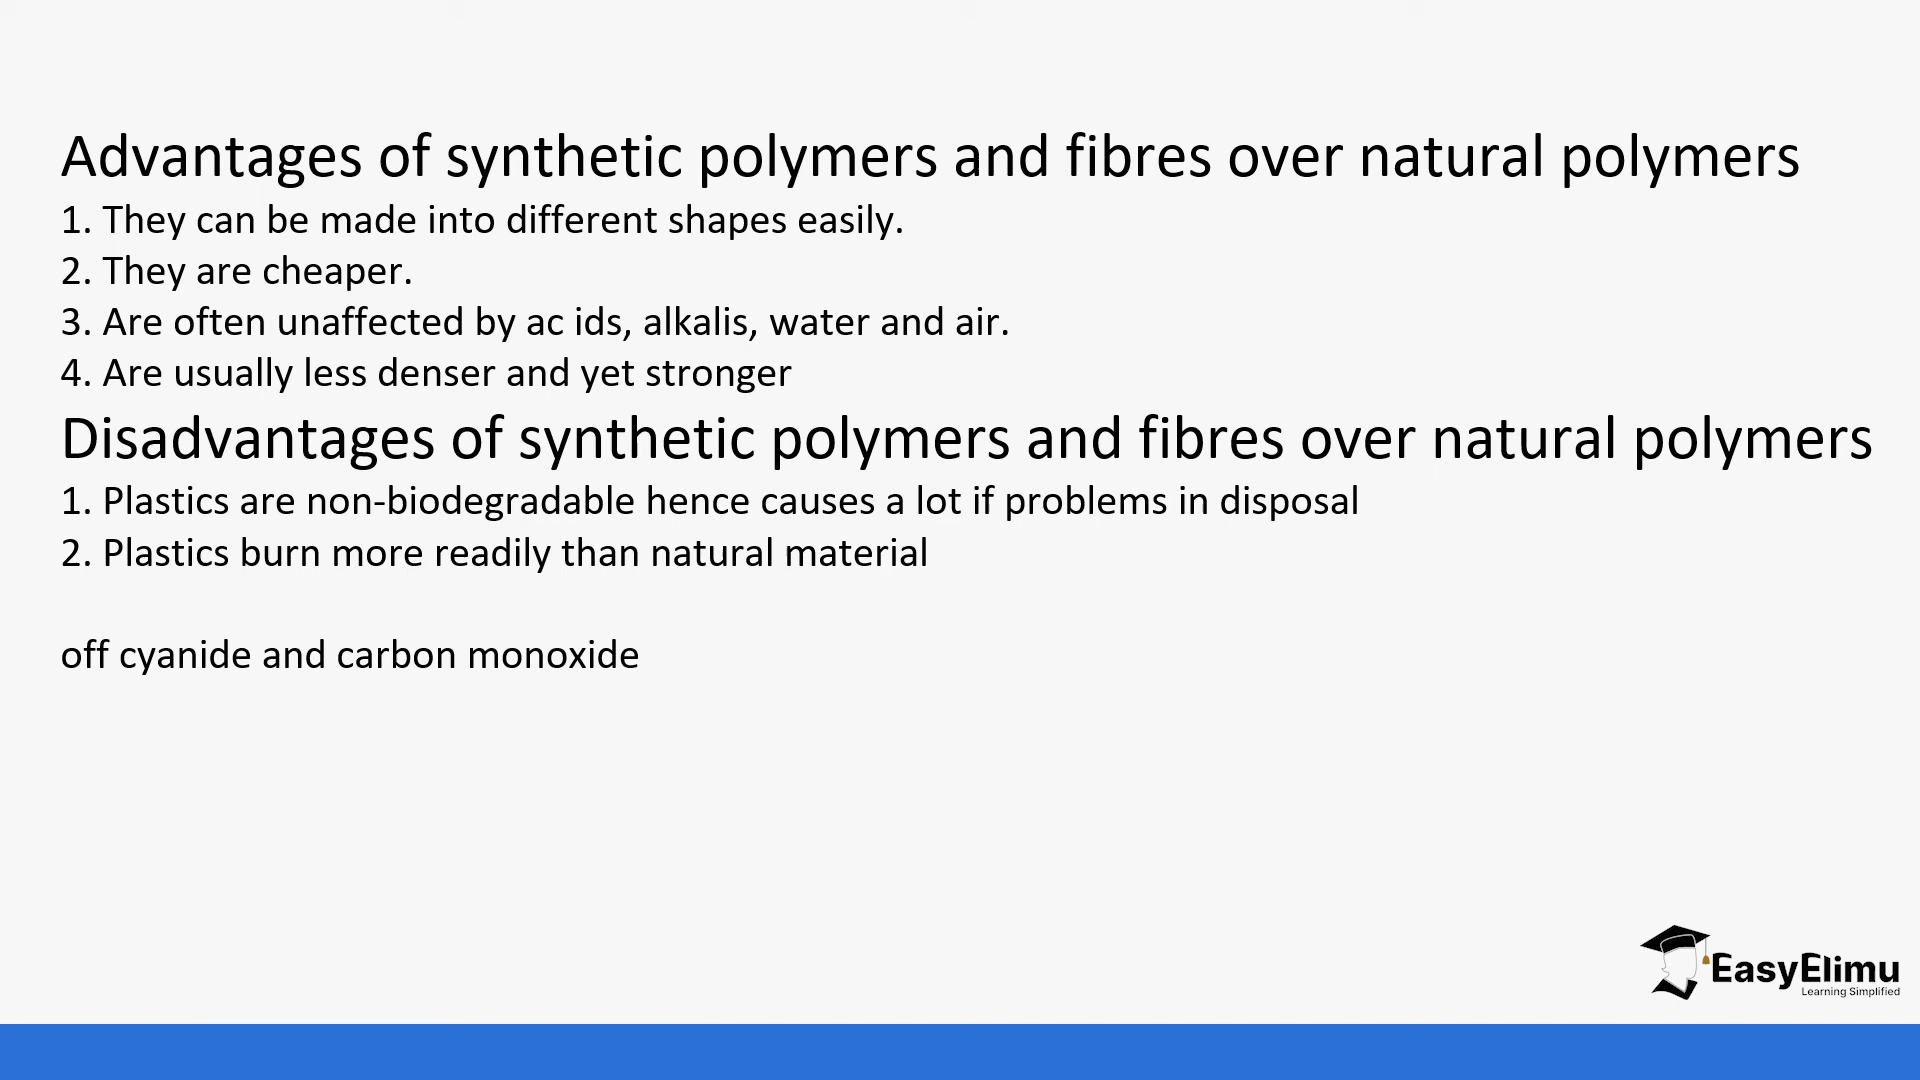 Advantages of synthetic polymers and fibres over natural polymers
1. They can be made into different shapes easily.
2. They are cheaper.
3. Are often unaffected by ac ids, alkalis, water and air.
4. Are usually less denser and yet stronger
Disadvantages of synthetic polymers and fibres over natural polymers
1. Plastics are non-biodegradable hence causes a lot if problems in disposal
2. Plastics burn more readily than natural material
off cyanide and carbon monoxide
EasyElimu
Learning Simplified